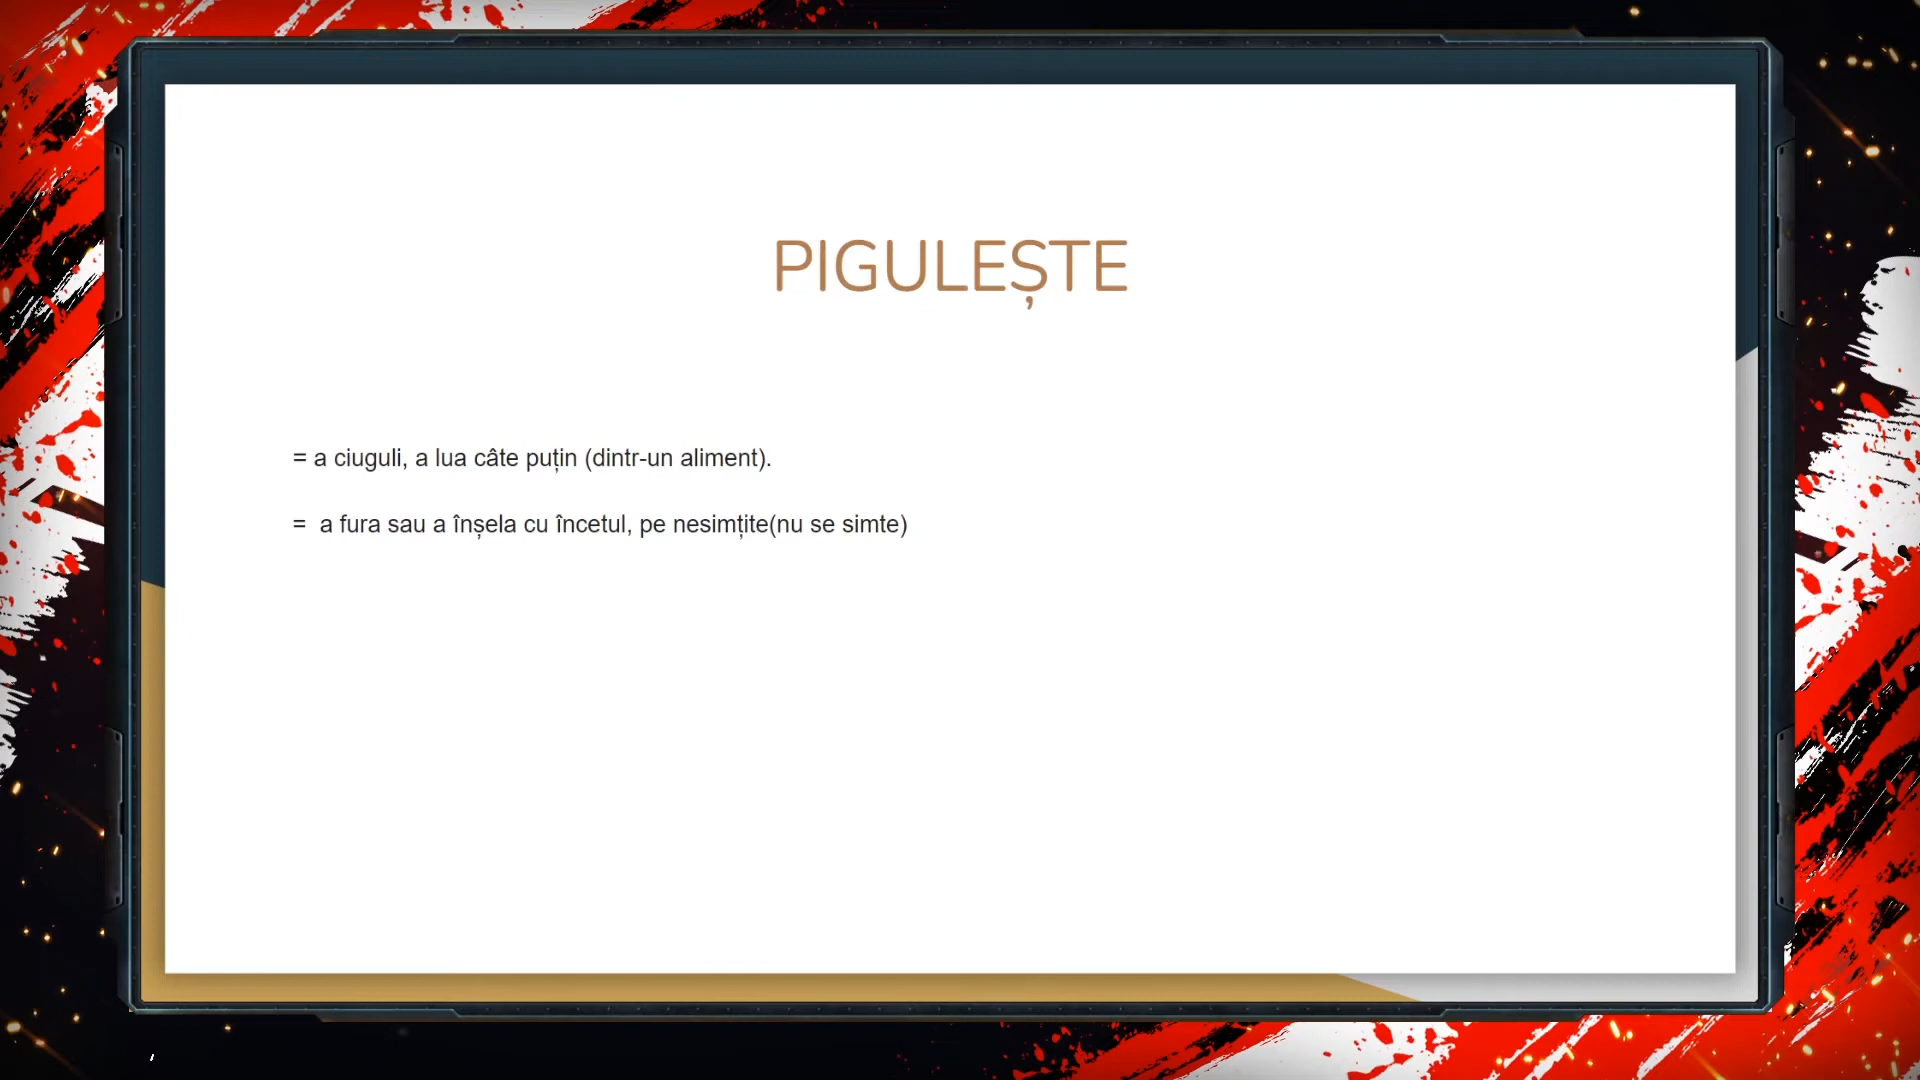 PIGULEȘTE
= a ciuguli, a lua câte puțin (dintr-un aliment).
=  a fura sau a înșela cu încetul, pe nesimțite(nu se simte)